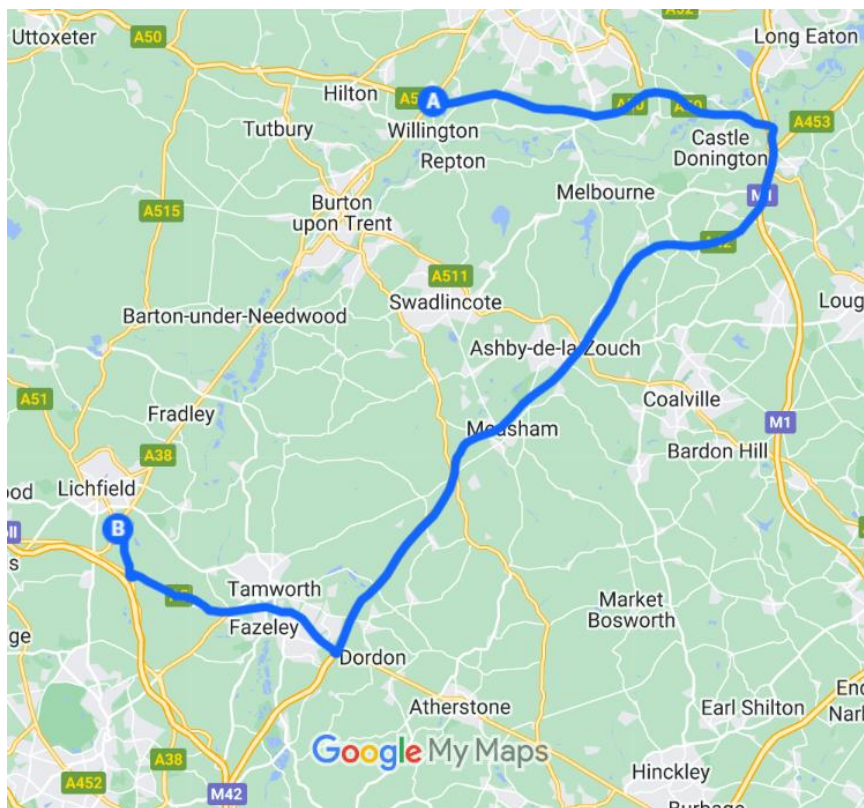 Uttoxeter
A50
Long Eaton
Hilton
A
Willington
Tutbury
Repton
A453
Castle
Donington
A515
Burton
upon Trent
Melbourne
M1
A511
Swadlincote
Barton-under-Needwood
Loug
Ashby-de-la-Zouch
A51
Fradley
Coalville
Measham
M1
Bardon Hill
A38
Lichfield
B
Tamworth
Fazeley
Market
Bosworth
Dordon
Atherstone
Earl Shilton
Google My Maps
A38
A452
M42
Hinckley